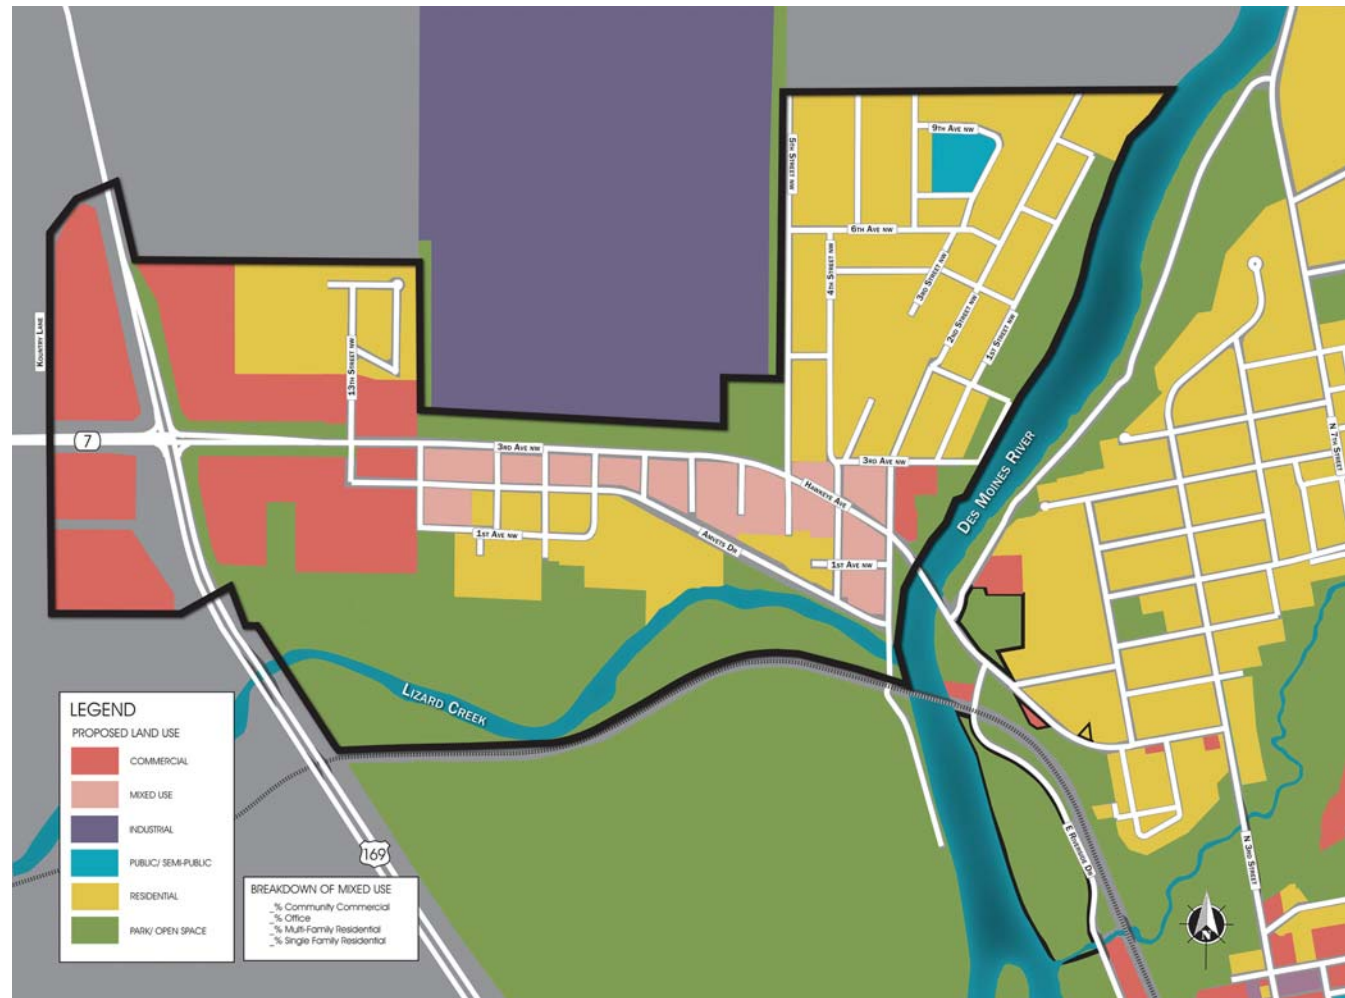 9TH AVE NW
5TH STREET NW
6TH AVE NW
4TH STREET NW
3RD STREET NW
2ND STREET NW
1ST STREET NW
KOUNTRY LANE
13TH STREET NW
7
3RD AVE NW
3RD AVE NW
HAWKEYE AVE
DES MOINES RIVER
N 7TH STREET
1ST AVE NW
AMVETS DR
1ST AVE NW
LIZARD CREEK
E RIVERSIDE DR
N 3RD STREET
169
N
LEGEND
PROPOSED LAND USE
COMMERCIAL
MIXED USE
INDUSTRIAL
PUBLIC/ SEMI-PUBLIC
RESIDENTIAL
PARK/ OPEN SPACE
BREAKDOWN OF MIXED USE
_% Community Commercial
_% Office
_% Multi-Family Residential
_% Single Family Residential